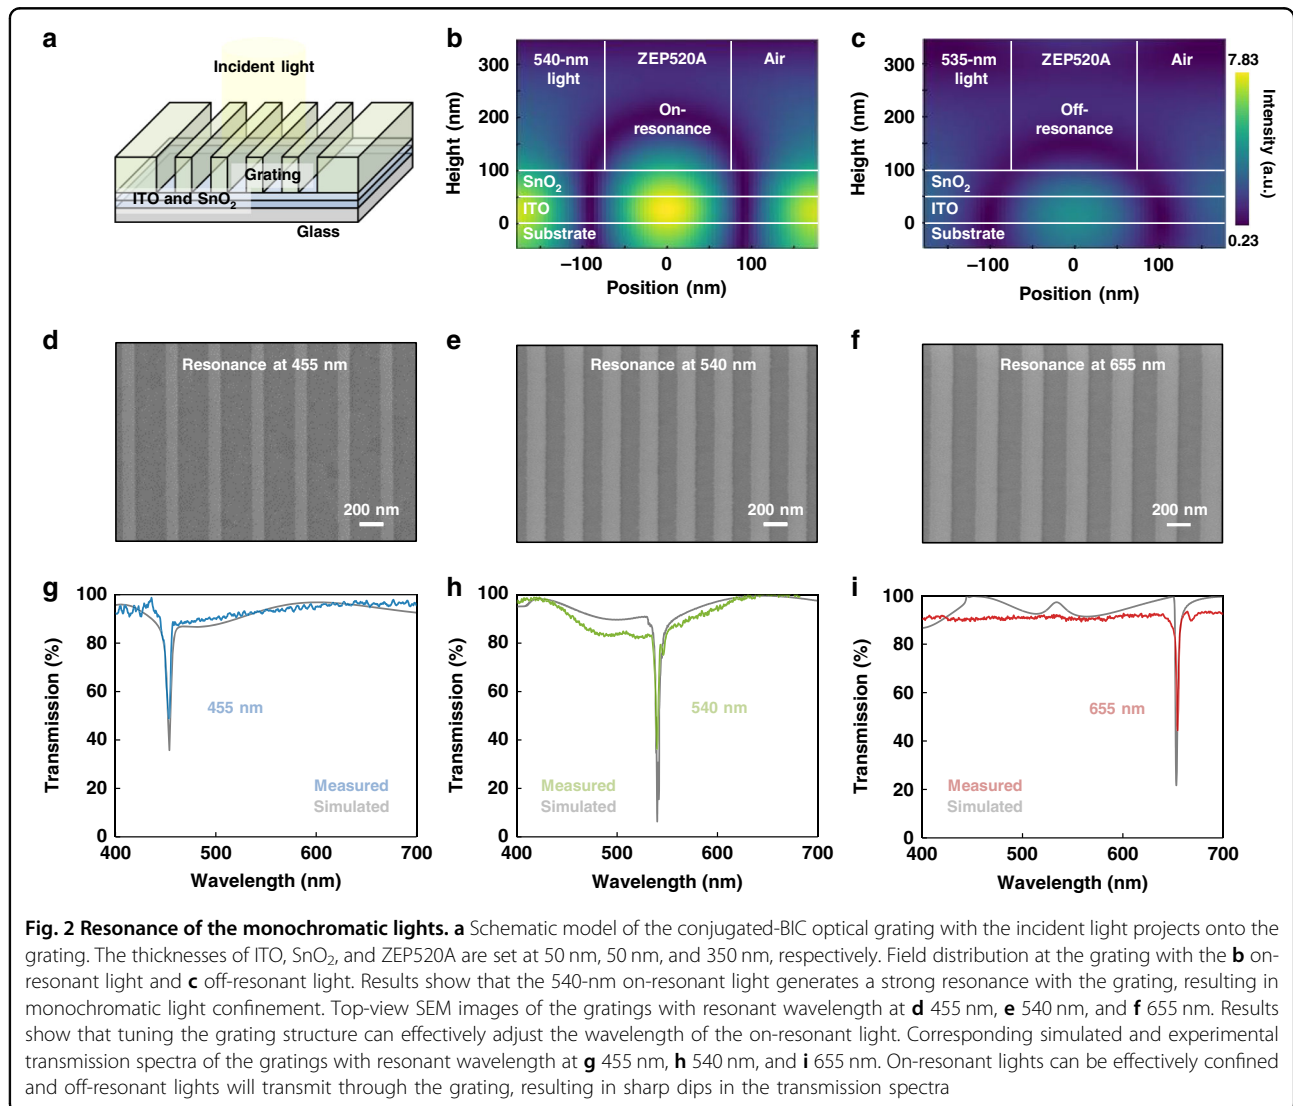 a
Incident light
Grating
ITO and SnO₂
Glass
b
540-nm
light
ZEP520A
Air
On-
resonance
SnO₂
ITO
Substrate
Height (nm)
300
200
100
0
−100
0
100
Position (nm)
c
535-nm
light
ZEP520A
Air
Off-
resonance
SnO₂
ITO
Substrate
Height (nm)
300
200
100
0
−100
0
100
Position (nm)
7.83
Intensity (a.u.)
0.23
d
Resonance at 455 nm
200 nm
e
Resonance at 540 nm
200 nm
f
Resonance at 655 nm
200 nm
g
Transmission (%)
100
80
60
40
20
0
455 nm
Measured
Simulated
400
500
600
700
Wavelength (nm)
h
Transmission (%)
100
80
60
40
20
0
540 nm
Measured
Simulated
400
500
600
700
Wavelength (nm)
i
Transmission (%)
100
80
60
40
20
0
655 nm
Measured
Simulated
400
500
600
700
Wavelength (nm)
Fig. 2 Resonance of the monochromatic lights. a Schematic model of the conjugated-BIC optical grating with the incident light projects onto the
grating. The thicknesses of ITO, SnO₂, and ZEP520A are set at 50 nm, 50 nm, and 350 nm, respectively. Field distribution at the grating with the b on-
resonant light and c off-resonant light. Results show that the 540-nm on-resonant light generates a strong resonance with the grating, resulting in
monochromatic light confinement. Top-view SEM images of the gratings with resonant wavelength at d 455 nm, e 540 nm, and f 655 nm. Results
show that tuning the grating structure can effectively adjust the wavelength of the on-resonant light. Corresponding simulated and experimental
transmission spectra of the gratings with resonant wavelength at g 455 nm, h 540 nm, and i 655 nm. On-resonant lights can be effectively confined
and off-resonant lights will transmit through the grating, resulting in sharp dips in the transmission spectra